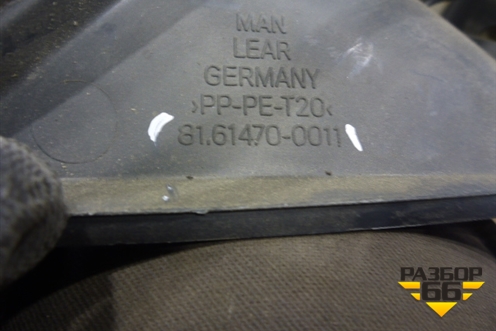 MAN
LEAR
GERMANY
›PP-PE-T20‹
81.61470-0011
РАЗБОР
66